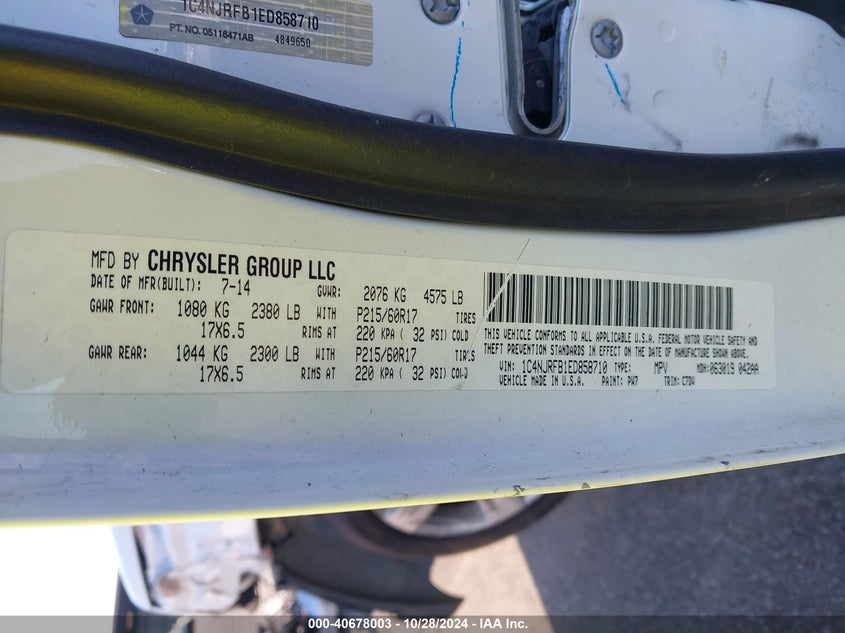 1C4NJRFB1ED858710
PT. NO. 05116471AB 4849650
MFD BY CHRYSLER GROUP LLC
DATE OF MFR(BUILT): 7-14 GVWR: 2076 KG 4575 LB
GAWR FRONT: 1080 KG 2380 LB WITH P215/60R17 TIRES
17X6.5 RIMS AT 220 KPA ( 32 PSI) COLD
GAWR REAR: 1044 KG 2300 LB WITH P215/60R17 TIRES
17X6.5 RIMS AT 220 KPA ( 32 PSI) COLD
THIS VEHICLE CONFORMS TO ALL APPLICABLE U.S.A. FEDERAL MOTOR VEHICLE SAFETY AND
THEFT PREVENTION STANDARDS IN EFFECT ON THE DATE OF MANUFACTURE SHOWN ABOVE.
VIN: 1C4NJRFB1ED858710 TYPE: MPV MDH: 063019 042AA
VEHICLE MADE IN U.S.A. PAINT: PW7 TRIM: C7DV
000-40678003 - 10/28/2024 - IAA Inc.